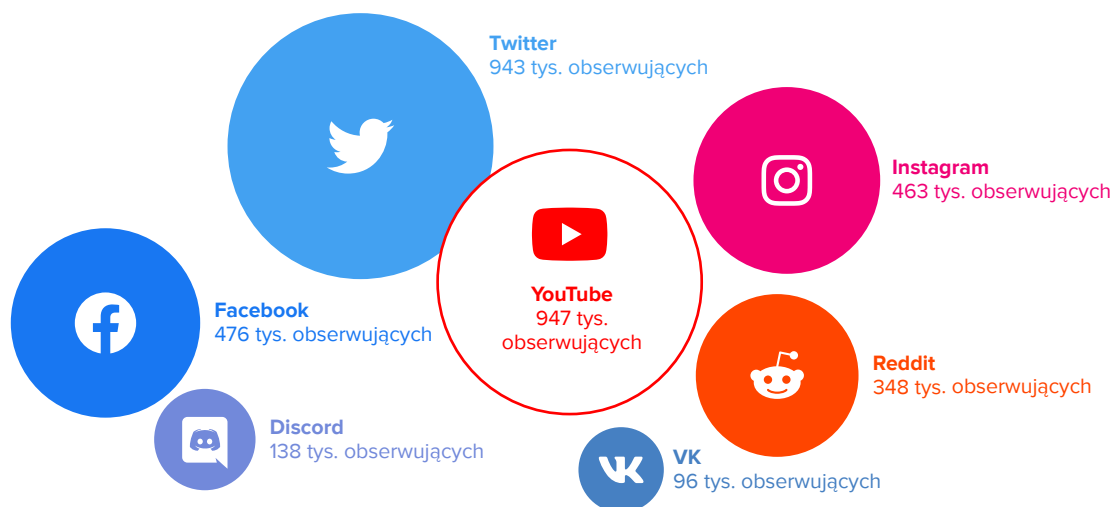 Twitter
943 tys. obserwujących
Instagram
463 tys. obserwujących
YouTube
947 tys.
obserwujących
Facebook
476 tys. obserwujących
Reddit
348 tys. obserwujących
Discord
138 tys. obserwujących
VK
96 tys. obserwujących